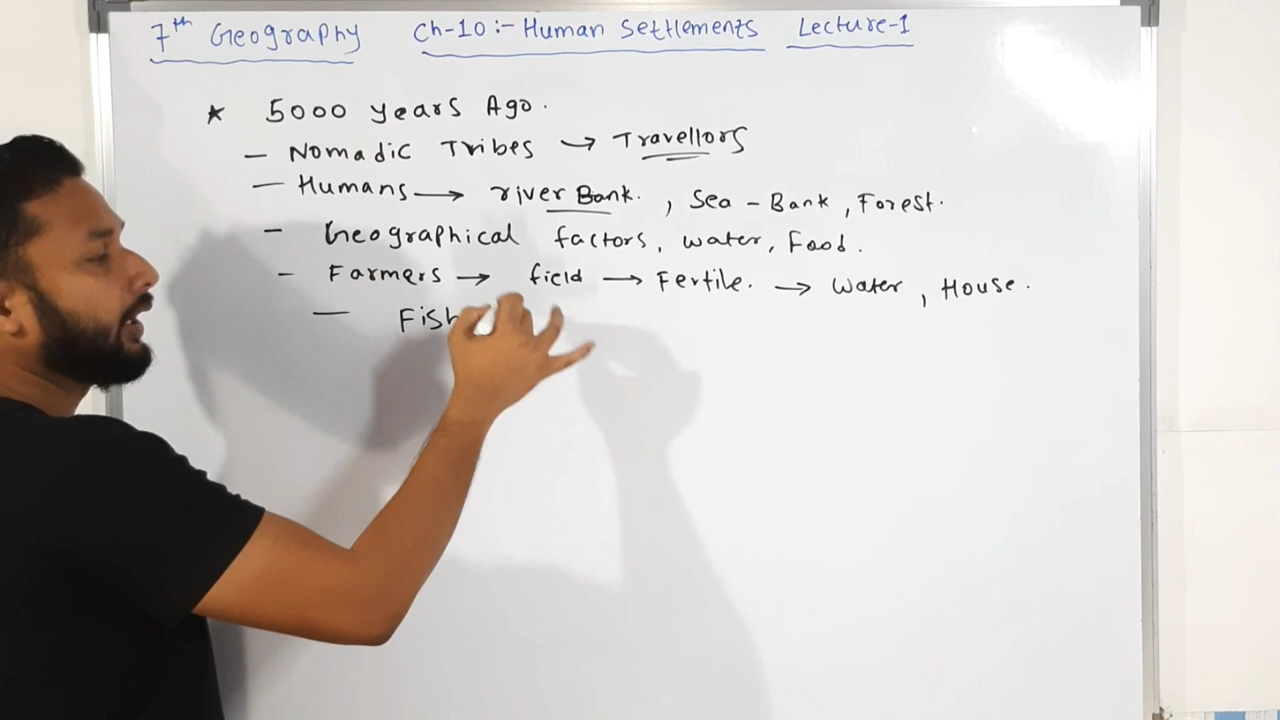 7th Geography Ch-10:- Human Settlements Lecture-1
* 5000 years Ago.
- Nomadic Tribes → Travellors
- Humans → river Bank. , Sea - Bank , Forest.
- Geographical factors, water, Food.
- Farmers → field → Fertile. → water , House.
- Fish